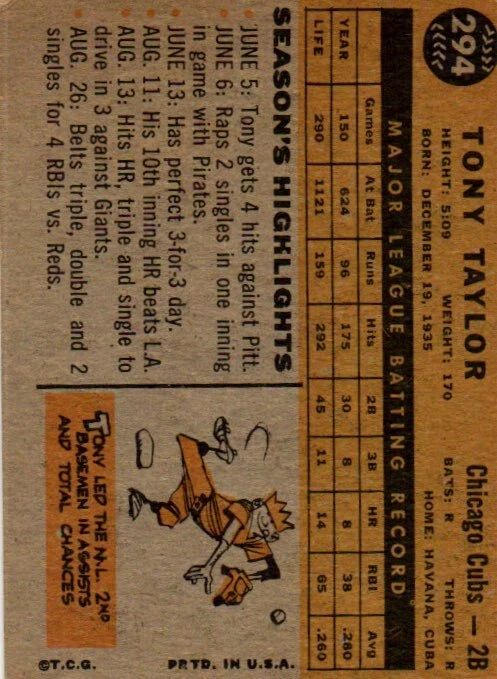 294
TONY TAYLOR
Chicago Cubs — 2B
HEIGHT: 5:09 WEIGHT: 170 BATS: R THROWS: R
BORN: DECEMBER 19, 1935 HOME: HAVANA, CUBA
MAJOR LEAGUE BATTING RECORD
Games At Bat Runs Hits 2B 3B HR RBI Avg
YEAR 150 624 96 175 30 8 8 38 .280
LIFE 290 1121 159 292 45 11 14 65 .260
SEASON'S HIGHLIGHTS
• JUNE 5: Tony gets 4 hits against Pitt.
• JUNE 6: Raps 2 singles in one inning
in game with Pirates.
• JUNE 13: Has perfect 3-for-3 day.
• AUG. 11: His 10th inning HR beats L.A.
• AUG. 13: Hits HR, triple and single to
drive in 3 against Giants.
• AUG. 26: Belts triple, double and 2
singles for 4 RBIs vs. Reds.
TONY LED THE N.L. 2ND
BASEMEN IN ASSISTS
AND TOTAL CHANCES
©T.C.G. PRTD. IN U.S.A.